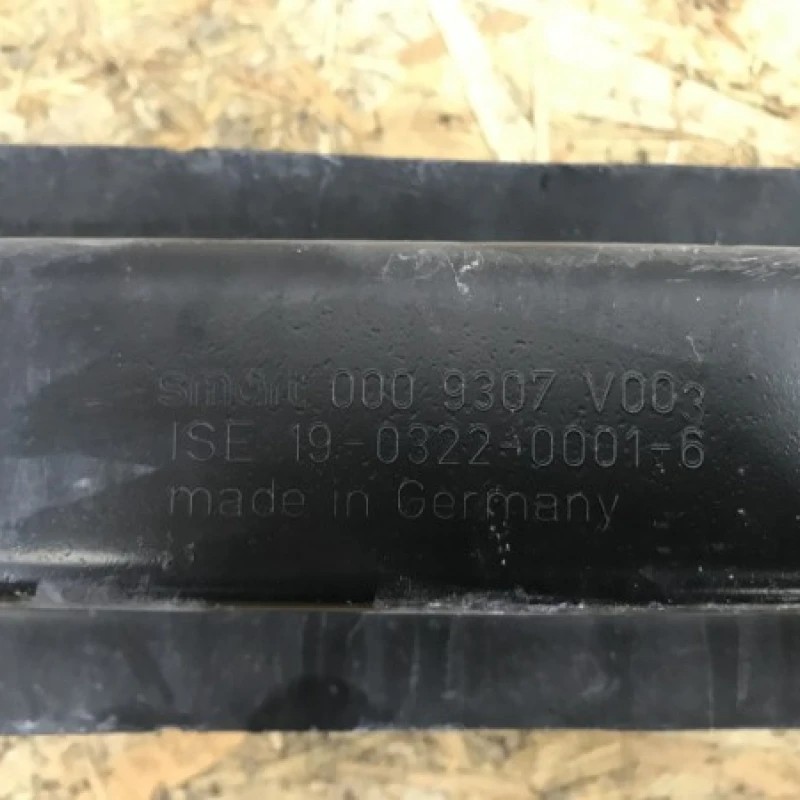 smart 000 9307 V003
ISE 19-0322-0001-6
made in Germany